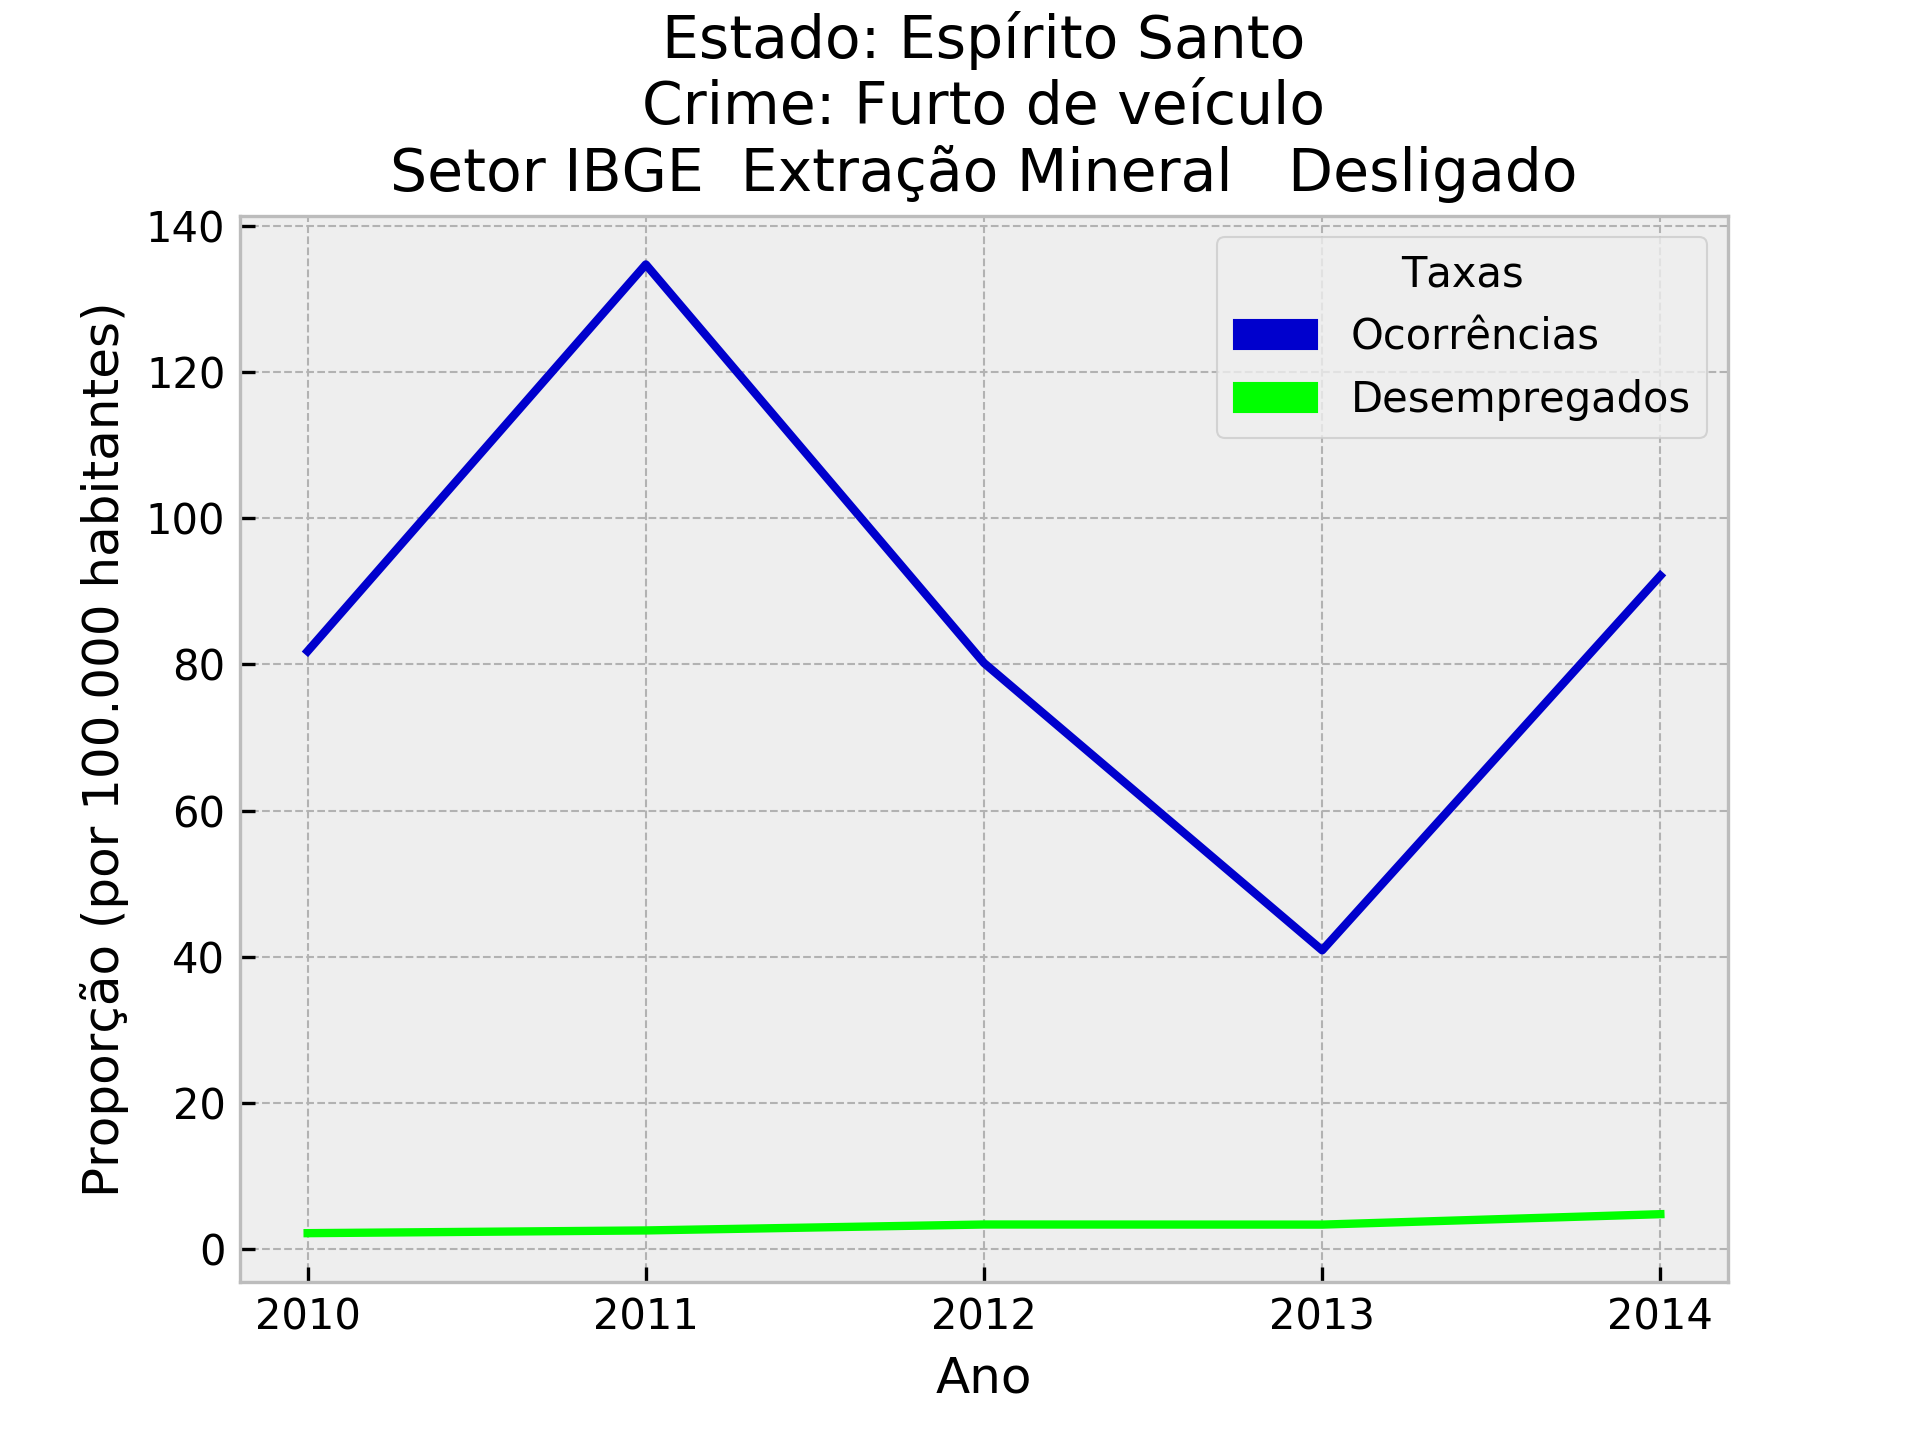 Estado: Espírito Santo
Crime: Furto de veículo
Setor IBGE  Extração Mineral   Desligado
Proporção (por 100.000 habitantes)
140
120
100
80
60
40
20
0
Taxas
Ocorrências
Desempregados
2010
2011
2012
2013
2014
Ano